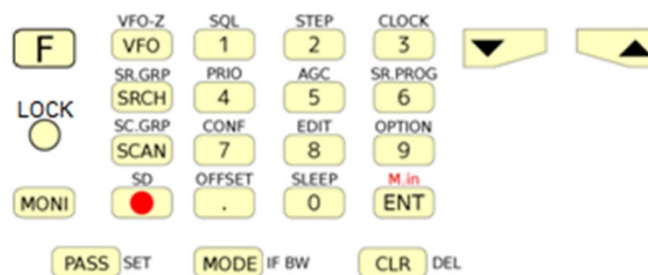 VFO-Z SQL STEP CLOCK
F VFO 1 2 3
SR.GRP PRIO AGC SR.PROG
SRCH 4 5 6
LOCK
SC.GRP CONF EDIT OPTION
SCAN 7 8 9
SD OFFSET SLEEP M.in
MONI . 0 ENT
PASS SET MODE IF BW CLR DEL